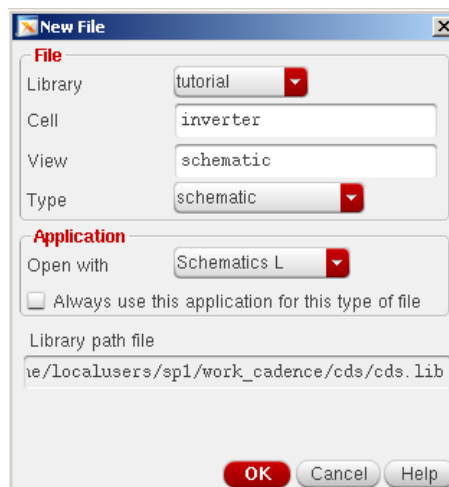 New File
File
Library tutorial
Cell inverter
View schematic
Type schematic
Application
Open with Schematics L
Always use this application for this type of file
Library path file
/localusers/sp1/work_cadence/cds/cds.lib
OK Cancel Help